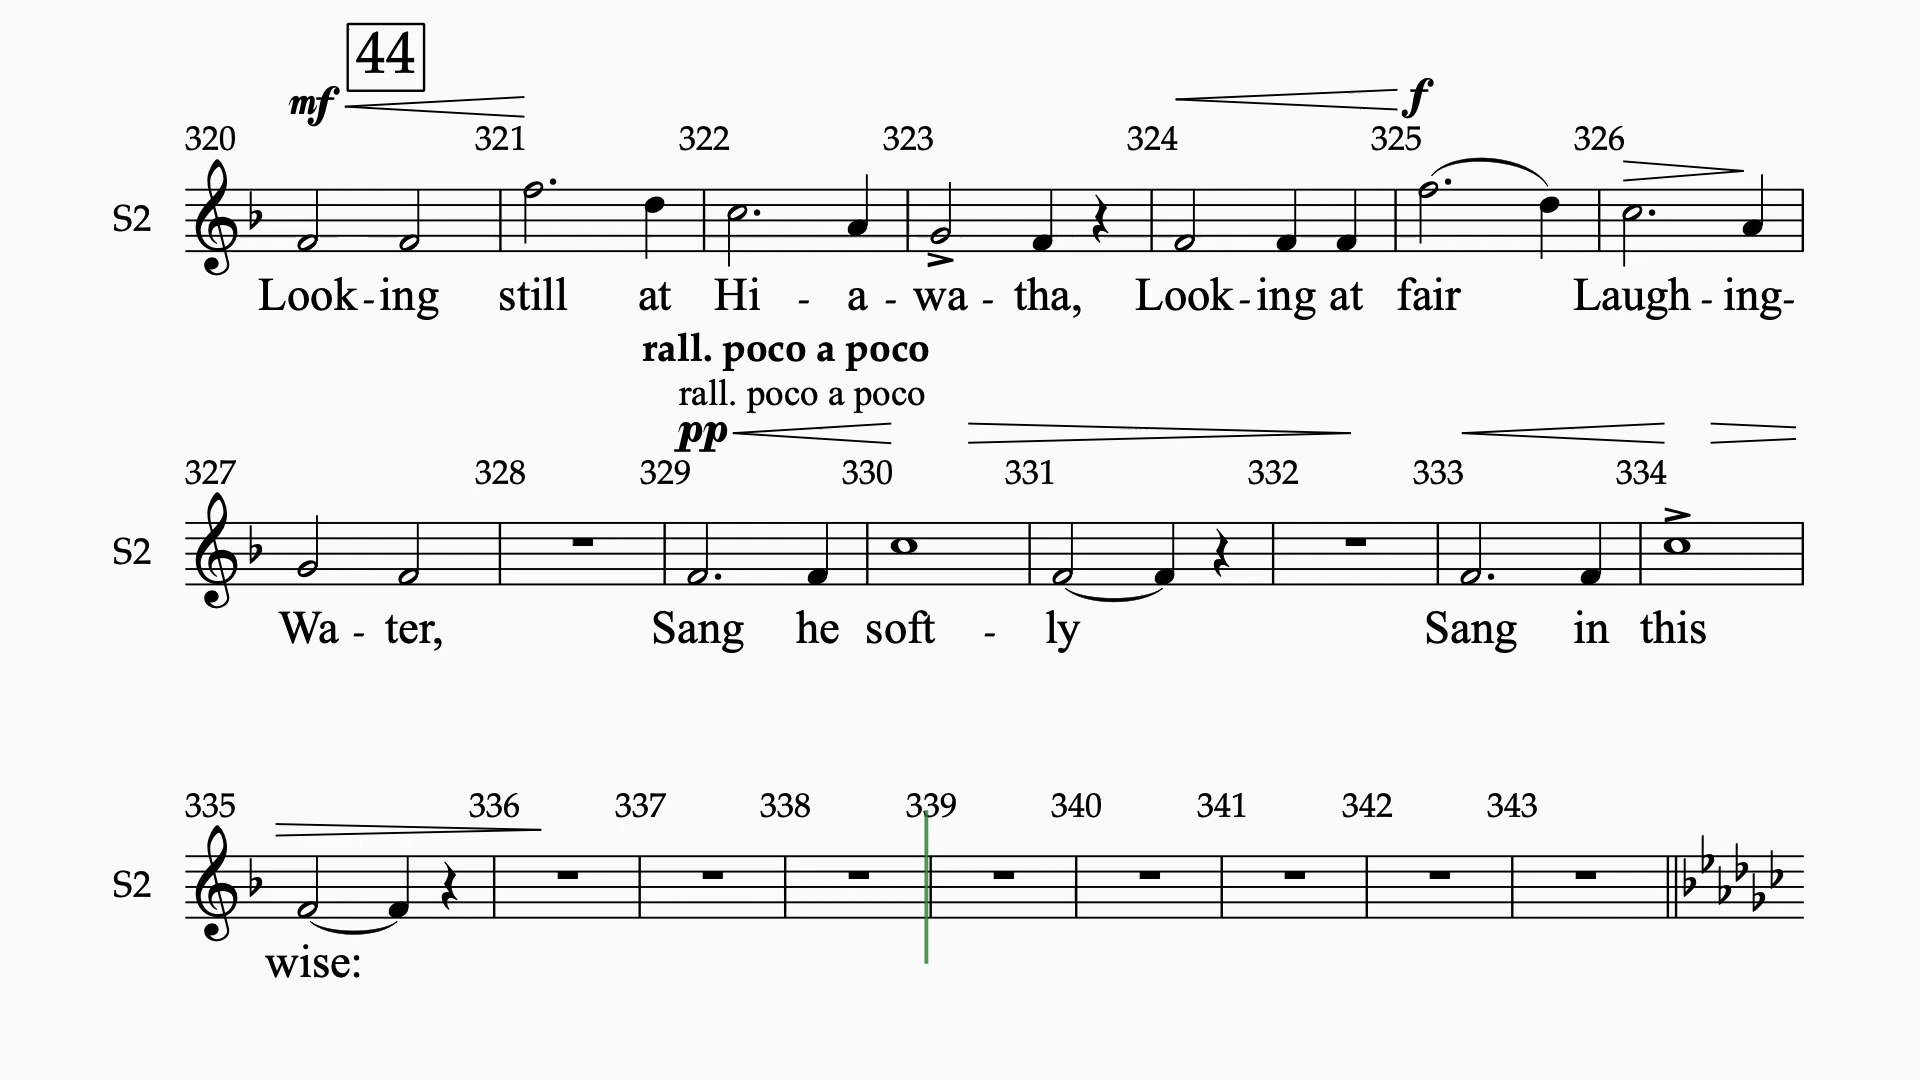 44
mf f
320 321 322 323 324 325 326
S2
Look - ing still at Hi - a - wa - tha, Look - ing at fair Laugh - ing-
rall. poco a poco
rall. poco a poco
pp
327 328 329 330 331 332 333 334
S2
Wa - ter, Sang he soft - ly Sang in this
335 336 337 338 339 340 341 342 343
S2
wise: